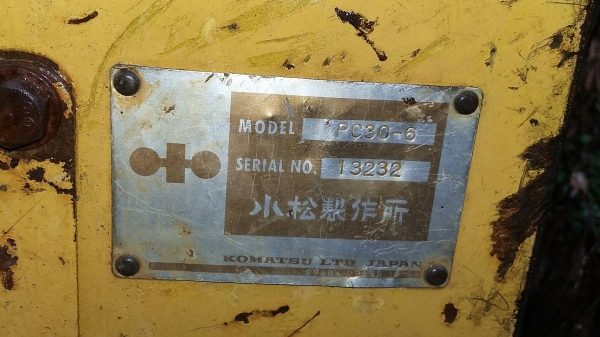 MODEL PC30-6
SERIAL NO. 13232
小松製作所
KOMATSU LTD JAPAN